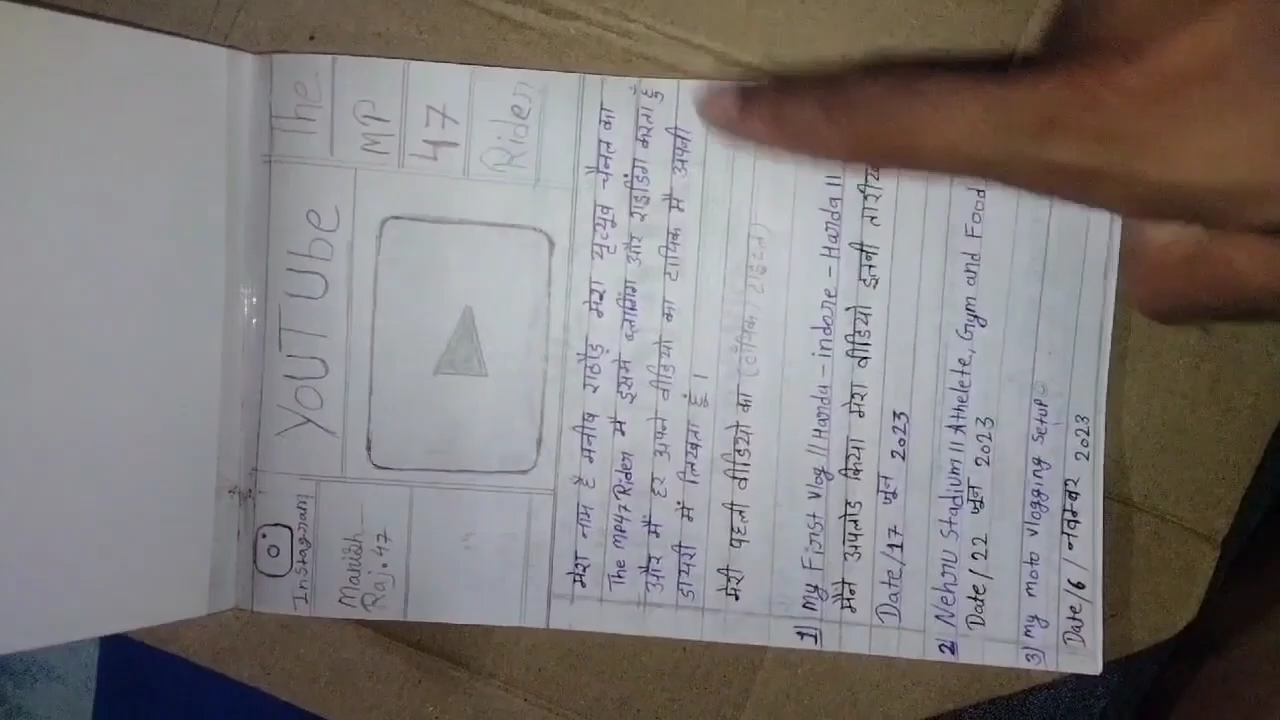 Instagram
Manish_
Raj.47
YOUTUbe
The
MP
47
Rider
मेरा नाम है मनीष राठौड़ मेरा यूट्यूब चैनल का
The MP47 Rider में इसमे व्लागिंग और राइडिंग करता हुँ
और में हर अपने वीडियो का टापिक मै अपनी
डायरी में लिखता हूं।
मेरी पहली वीडियो का (टॉपिक/टाइटल)
1) my First Vlog || Harda - indore - Harda ||
मैंने अपलोड किया मेरा वीडियो इतनी
Date/17 जून 2023
2) Nehru Stadium || Athelete, Gym and Food
Date/22 जून 2023
3) my moto vlogging setup
Date/6/नवम्बर 2023